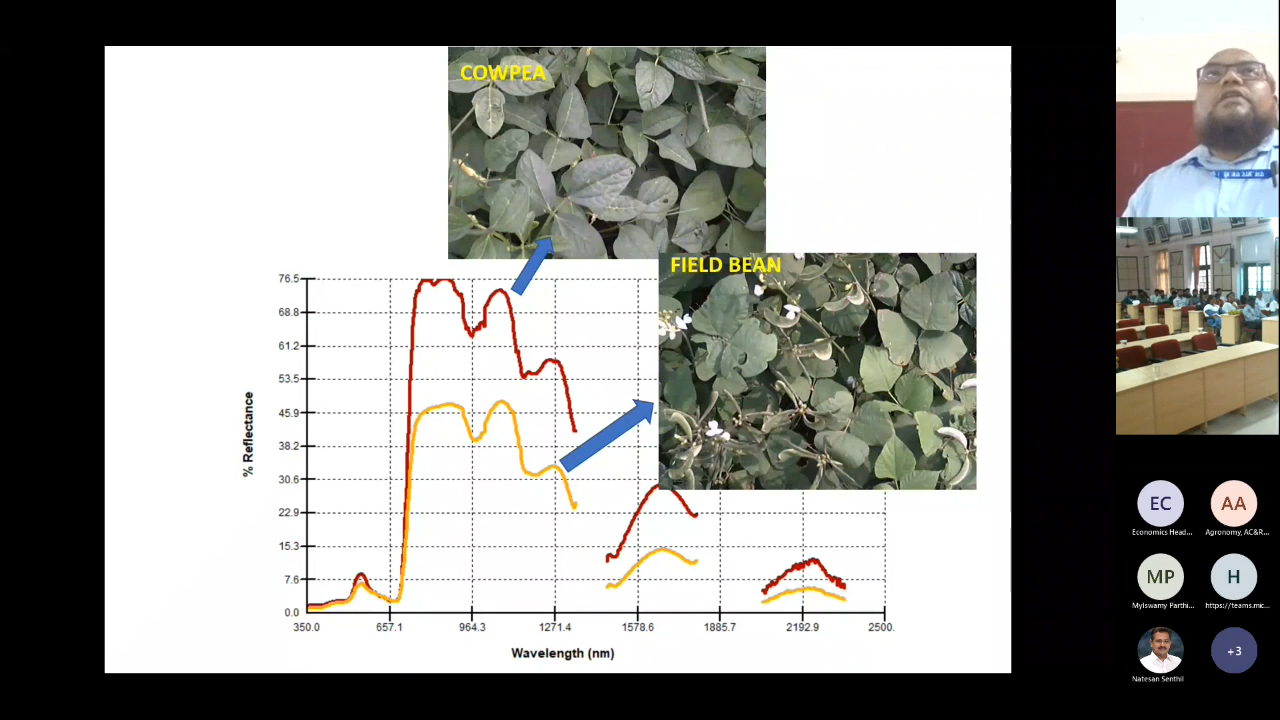 COWPEA
FIELD BEAN
76.5
68.8
61.2
53.5
45.9
38.2
30.6
22.9
15.3
7.6
0.0
% Reflectance
350.0 657.1 964.3 1271.4 1578.6 1885.7 2192.9 2500.
Wavelength (nm)
EC AA
Economics Head... Agronomy, AC&R...
MP H
Mylswamy Parthi... https://teams.mic...
+3
Natesan Senthil